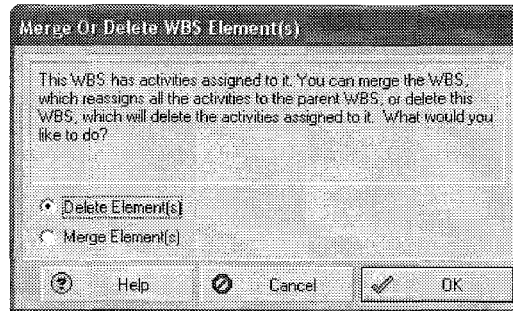 Merge Or Delete WBS Element(s)
This WBS has activities assigned to it. You can merge the WBS,
which reassigns all the activities to the parent WBS, or delete this
WBS, which will delete the activities assigned to it. What would you
like to do?
Delete Element(s)
Merge Element(s)
Help Cancel OK